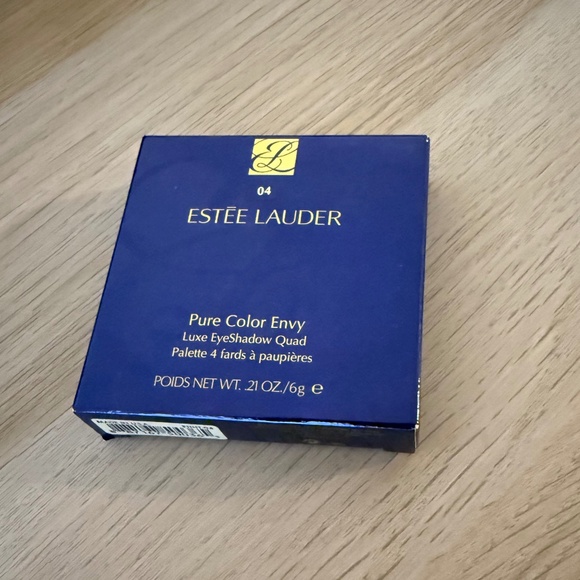 04
ESTĒE LAUDER
Pure Color Envy
Luxe EyeShadow Quad
Palette 4 fards à paupières
POIDS NET WT. .21 OZ./6g e